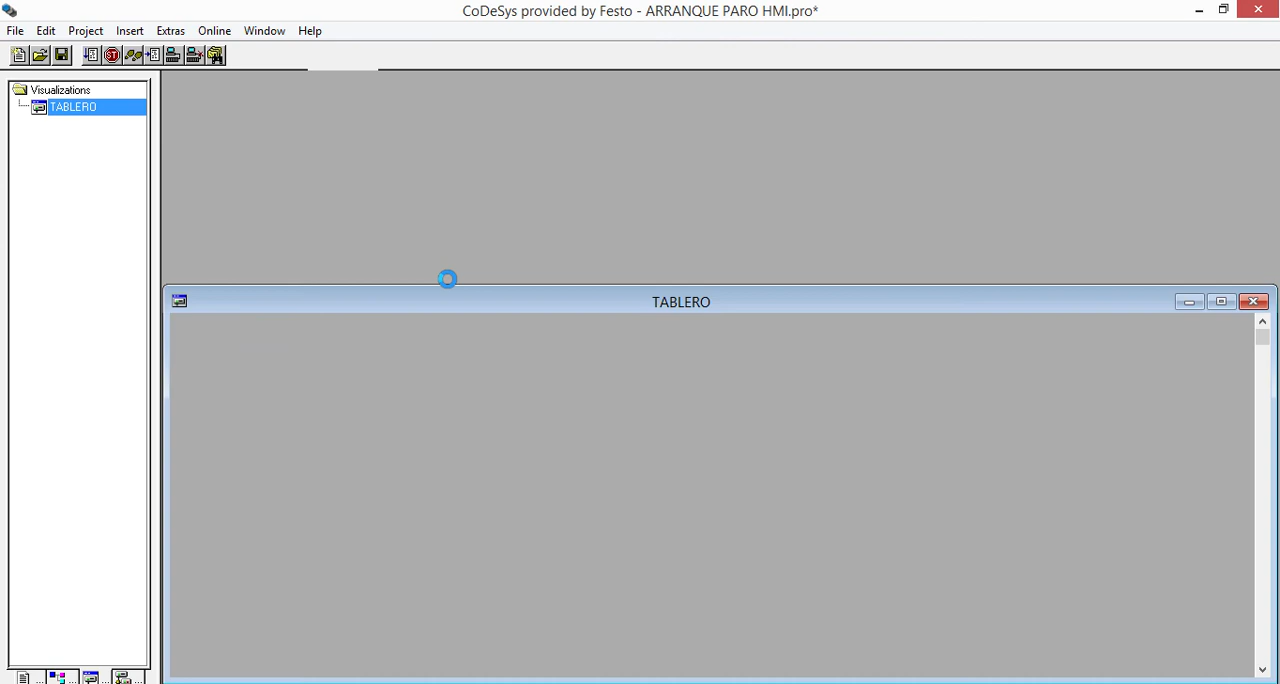 CoDeSys provided by Festo - ARRANQUE PARO HMI.pro*
File Edit Project Insert Extras Online Window Help
Visualizations
TABLERO
TABLERO